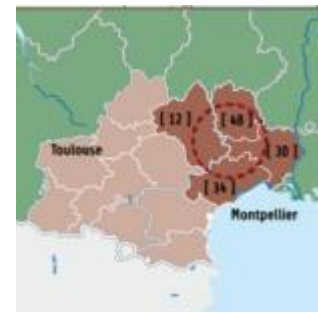 [ 12 ]
[ 48 ]
Toulouse
[ 30 ]
[ 34 ]
Montpellier